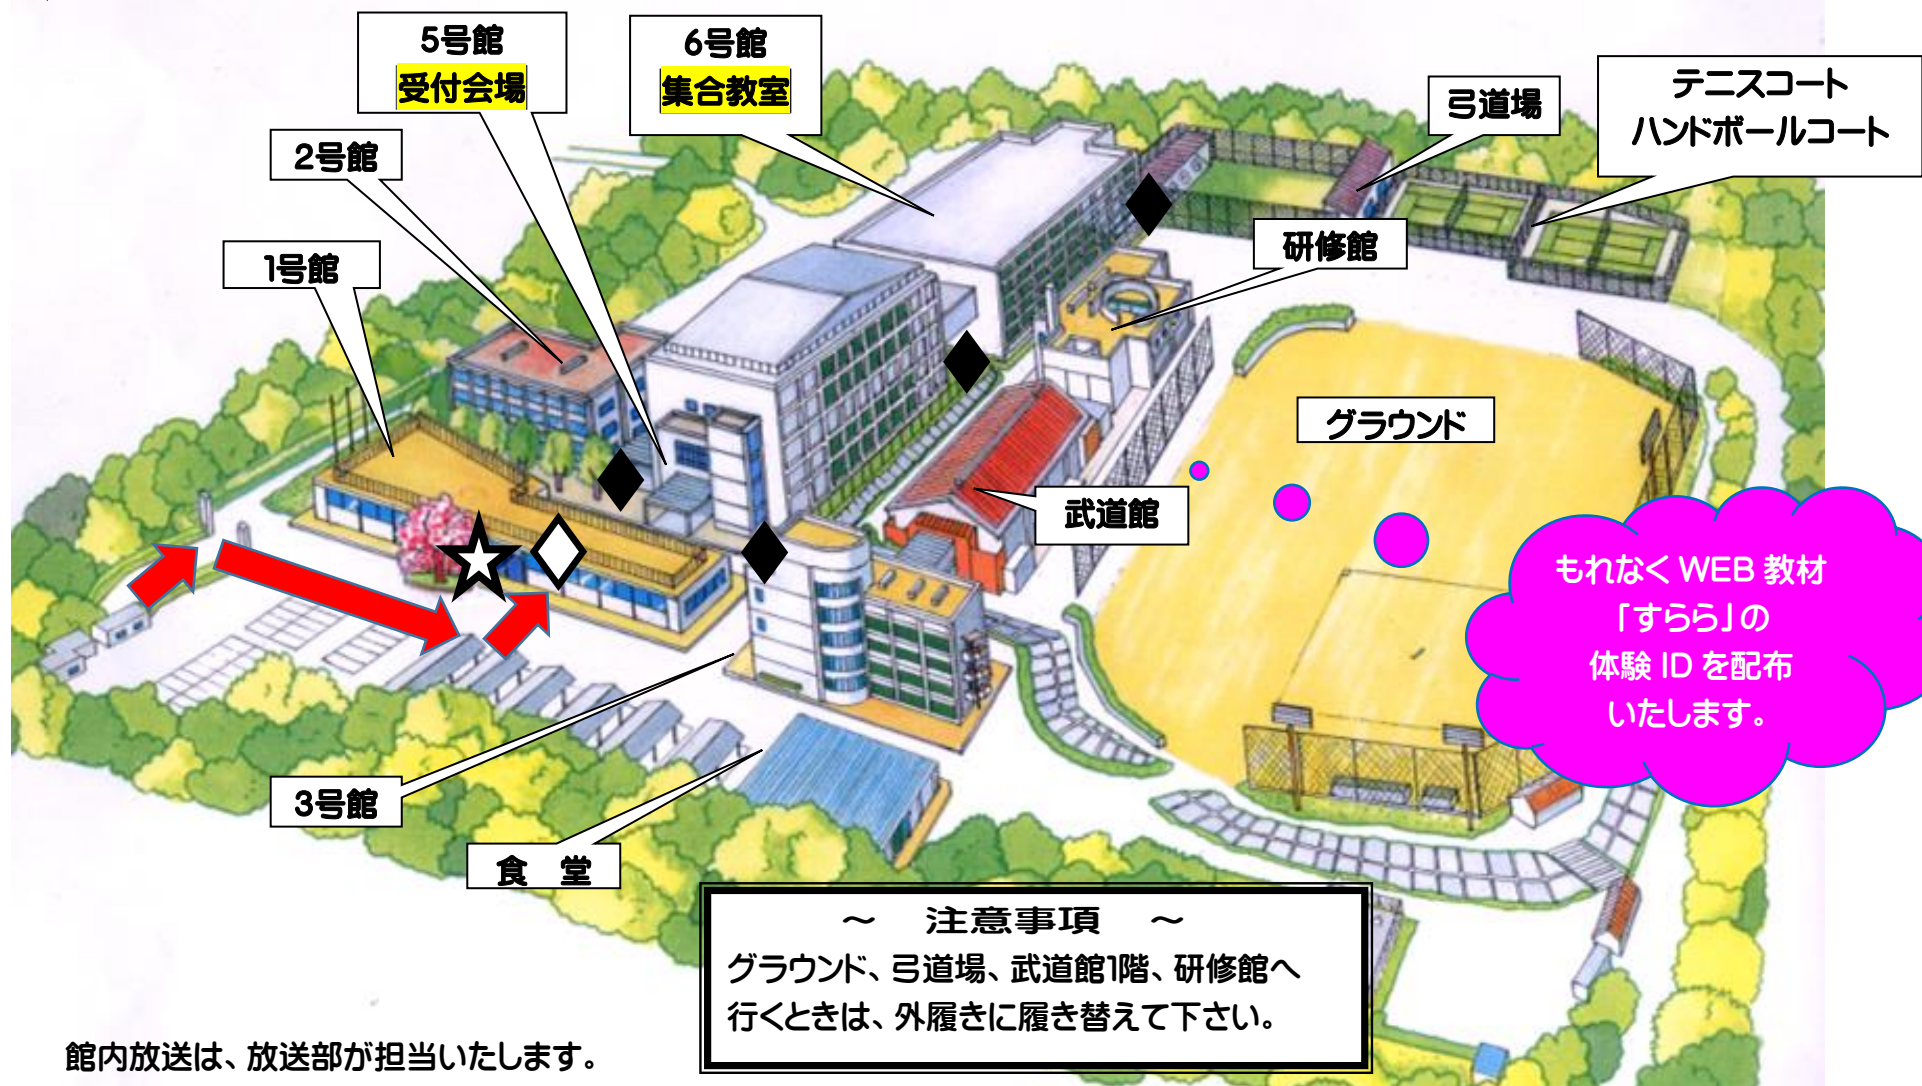 5号館
受付会場
6号館
集合教室
テニスコート
ハンドボールコート
弓道場
2号館
研修館
1号館
グラウンド
武道館
もれなく WEB 教材
「すらら」の
体験 ID を配布
いたします。
3号館
食 堂
～ 注意事項 ～
グラウンド、弓道場、武道館1階、研修館へ
行くときは、外履きに履き替えて下さい。
館内放送は、放送部が担当いたします。